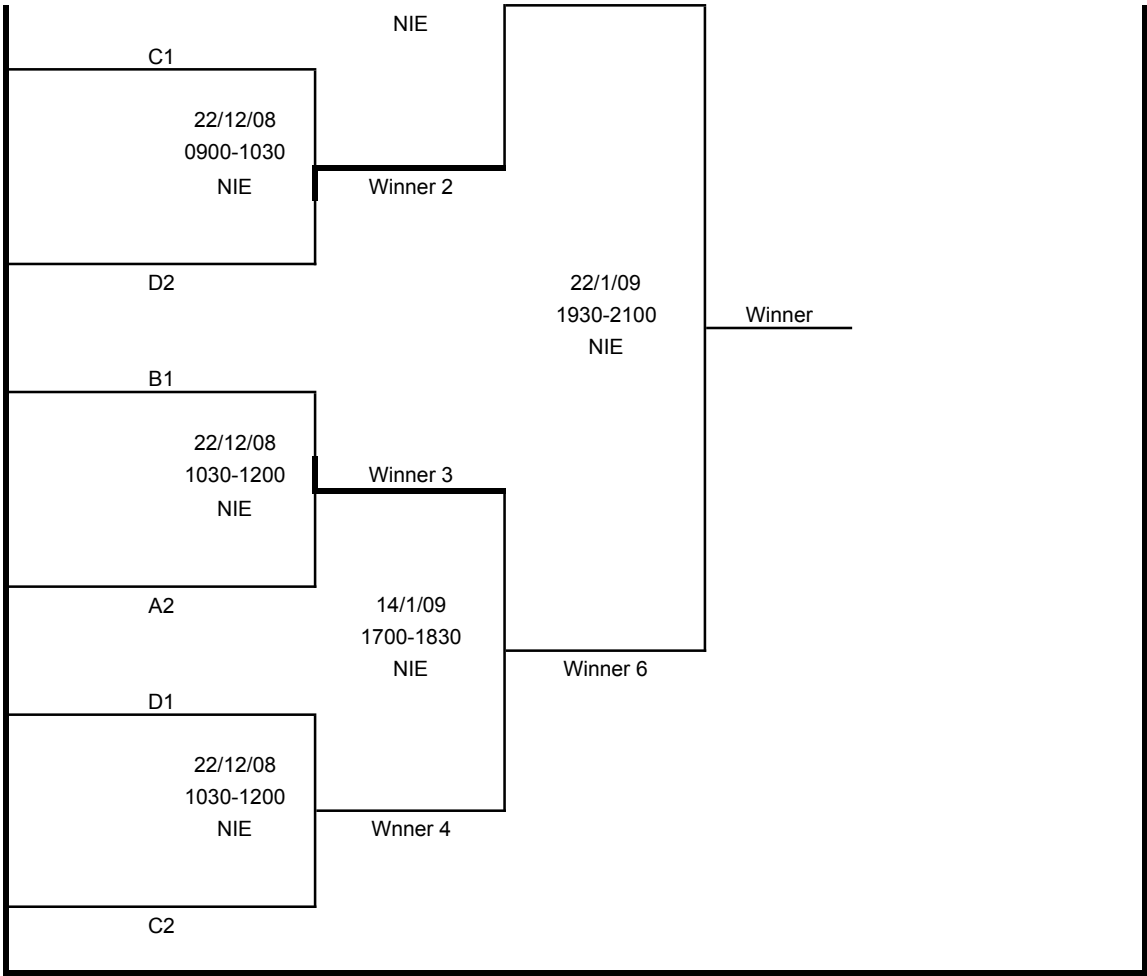 NIE
C1
22/12/08
0900-1030
NIE
Winner 2
D2
22/1/09
1930-2100
NIE
Winner
B1
22/12/08
1030-1200
NIE
Winner 3
A2
14/1/09
1700-1830
NIE
Winner 6
D1
22/12/08
1030-1200
NIE
Wnner 4
C2